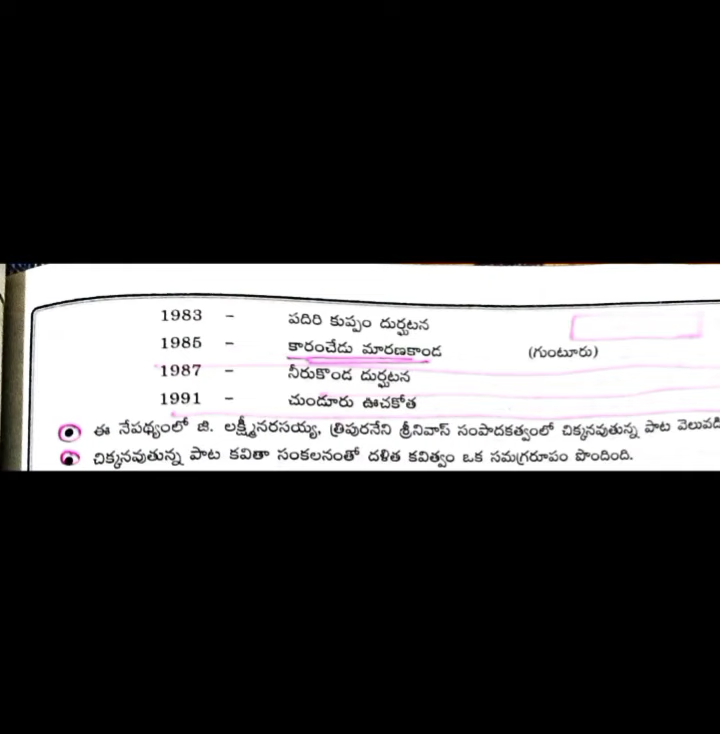 1983 - పదిరి కుప్పం దుర్ఘటన
1985 - కారంచేడు మారణకాండ (గుంటూరు)
1987 - నీరుకొండ దుర్ఘటన
1991 - చుండూరు ఊచకోత
ఈ నేపథ్యంలో జి. లక్ష్మీనరసయ్య, త్రిపురనేని శ్రీనివాస్ సంపాదకత్వంలో చిక్కనవుతున్న పాట వెలువడి
చిక్కనవుతున్న పాట కవితా సంకలనంతో దళిత కవిత్వం ఒక సమగ్రరూపం పొందింది.